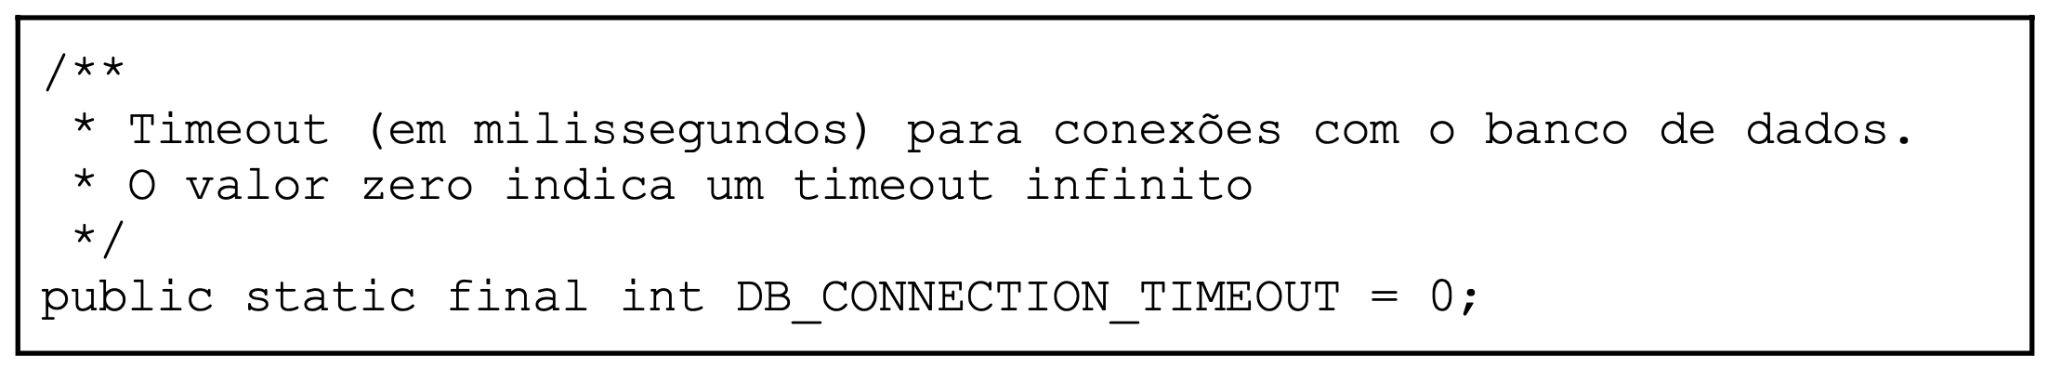 /**
 * Timeout (em milissegundos) para conexões com o banco de dados.
 * O valor zero indica um timeout infinito
 */
public static final int DB_CONNECTION_TIMEOUT = 0;